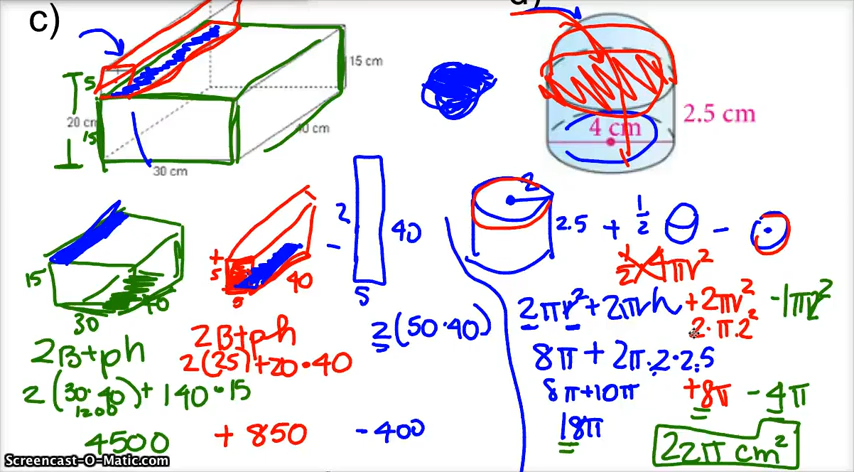 c)
d)
5
15 cm
20 cm
15
40 cm
30 cm
4 cm
2.5 cm
15
30
40
5
5
40
-
2
40
5
2
2.5 + 1/2 -
1/2 4πr²
2πr² + 2πrh + 2πr² - 1πr²
2·π·2²
2B+ph
2B+ph
2(50·40)
8π + 2π·2·2.5
2(25)+20·40
2(30·40) + 140·15
1200
8π+10π + 8π - 4π
18π
4500 + 850 - 400
22π cm²
Screencast-O-Matic.com